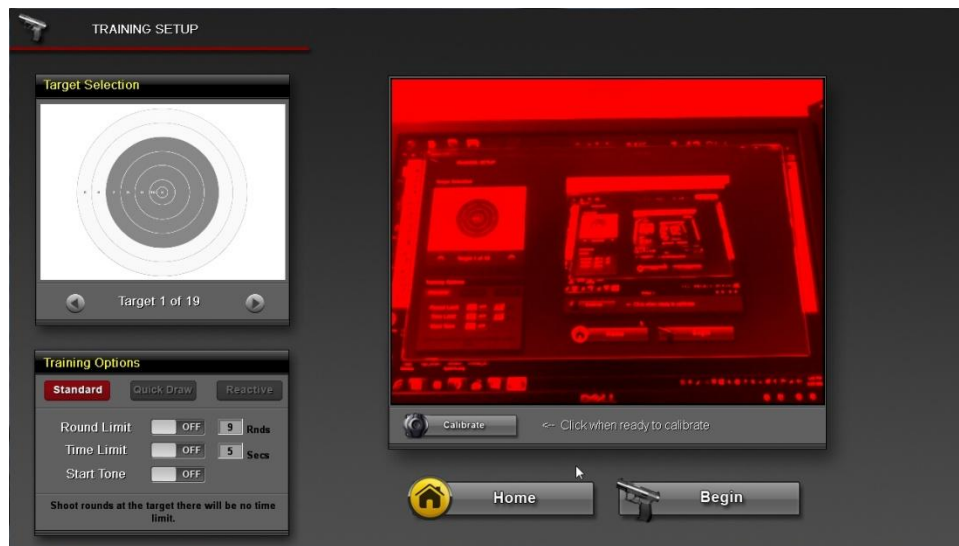 TRAINING SETUP
Target Selection
Target 1 of 19
Training Options
Standard
Quick Draw
Reactive
Round Limit OFF 9 Rnds
Time Limit OFF 5 Secs
Start Tone OFF
Shoot rounds at the target there will be no time
limit.
Calibrate
<-- Click when ready to calibrate
Home
Begin